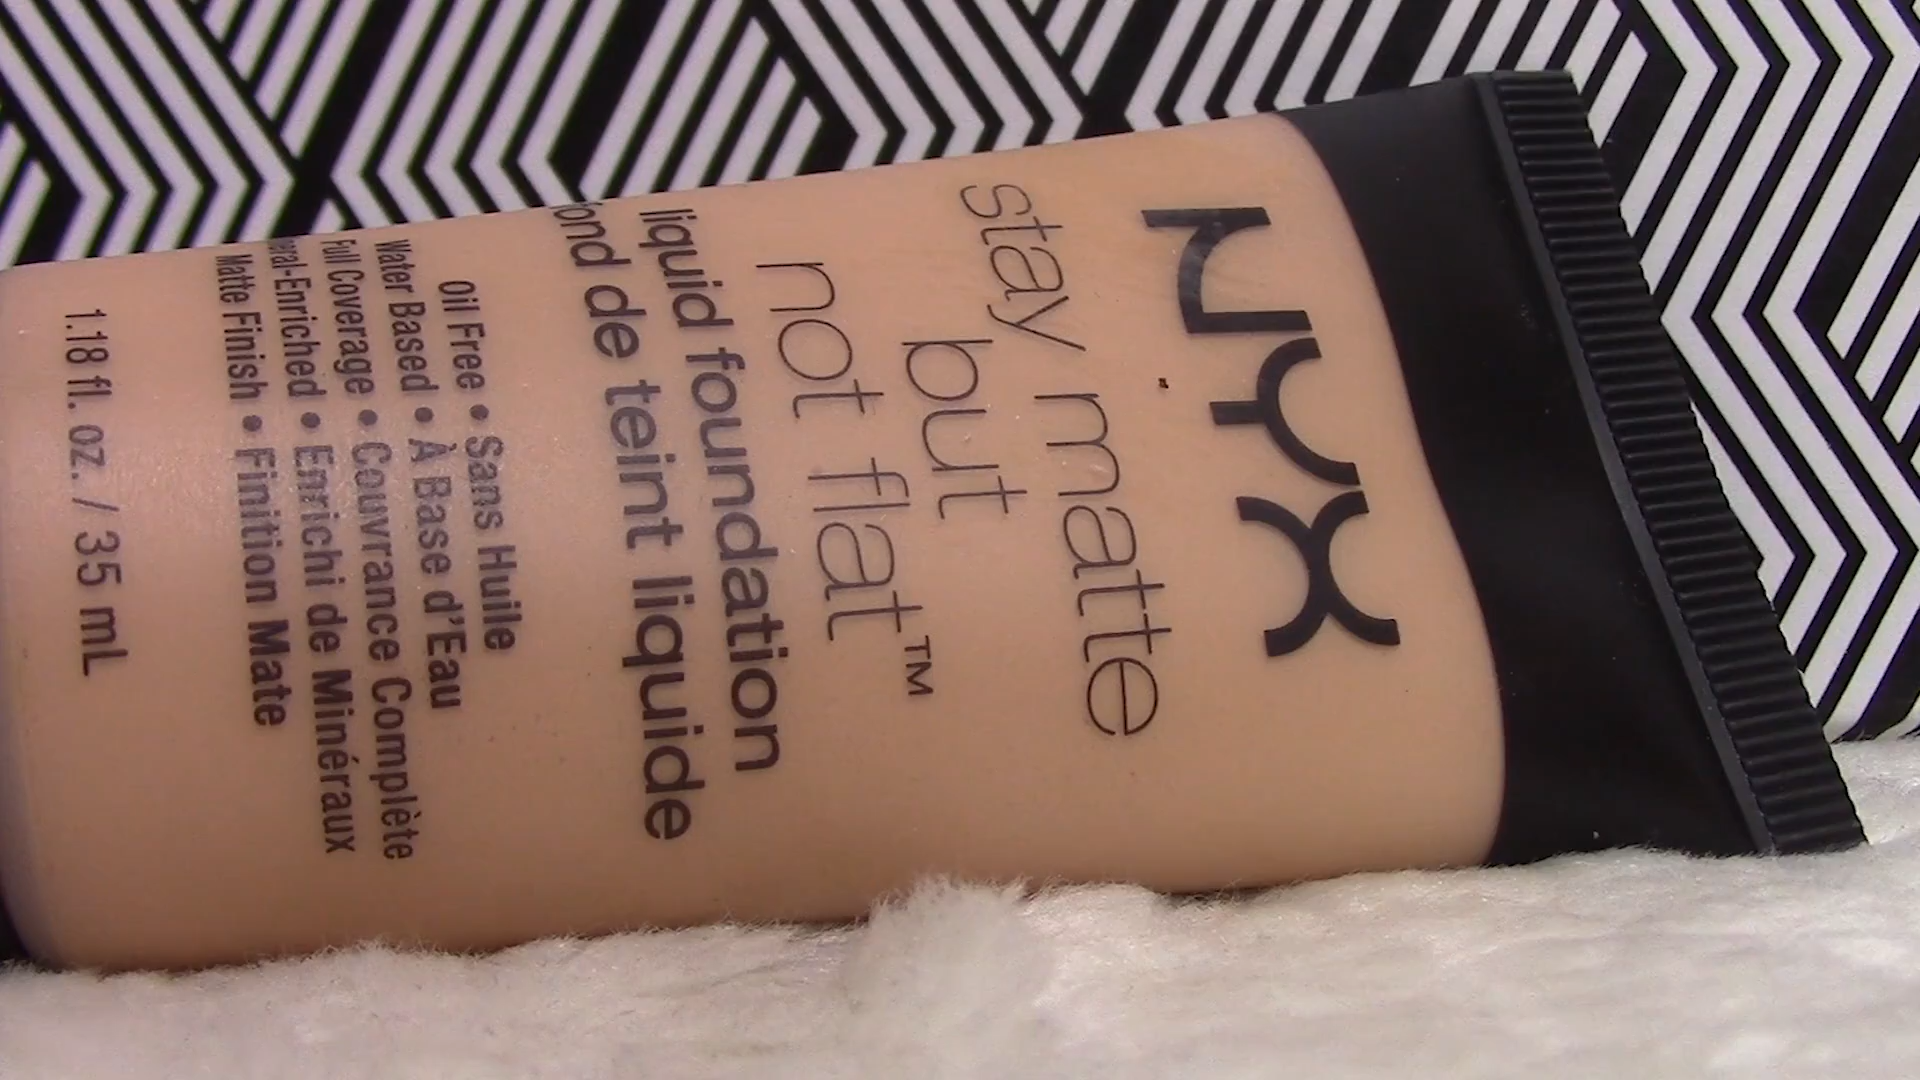 NYX
stay matte
but
not flat™
liquid foundation
fond de teint liquide
Oil Free • Sans Huile
Water Based • À Base d'Eau
Full Coverage • Couvrance Complète
eral-Enriched • Enrichi de Minéraux
Matte Finish • Finition Mate
1.18 fl. oz. / 35 mL